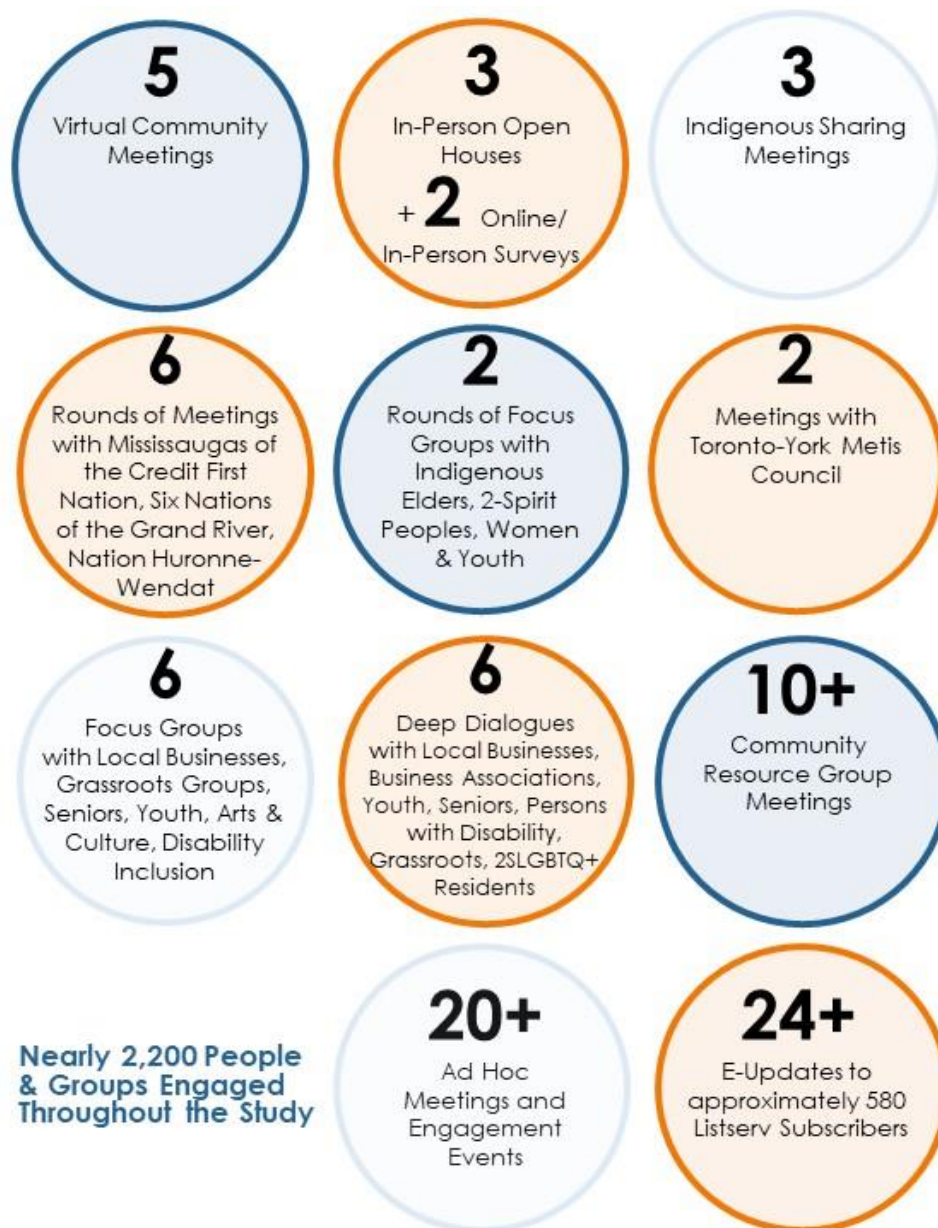 5
Virtual Community
Meetings
3
In-Person Open
Houses
+ 2 Online/
In-Person Surveys
3
Indigenous Sharing
Meetings
6
Rounds of Meetings
with Mississaugas of
the Credit First
Nation, Six Nations
of the Grand River,
Nation Huronne-
Wendat
2
Rounds of Focus
Groups with
Indigenous
Elders, 2-Spirit
Peoples, Women
& Youth
2
Meetings with
Toronto-York Metis
Council
6
Focus Groups
with Local Businesses,
Grassroots Groups,
Seniors, Youth, Arts &
Culture, Disability
Inclusion
6
Deep Dialogues
with Local Businesses,
Business Associations,
Youth, Seniors, Persons
with Disability,
Grassroots, 2SLGBTQ+
Residents
10+
Community
Resource Group
Meetings
Nearly 2,200 People
& Groups Engaged
Throughout the Study
20+
Ad Hoc
Meetings and
Engagement
Events
24+
E-Updates to
approximately 580
Listserv Subscribers